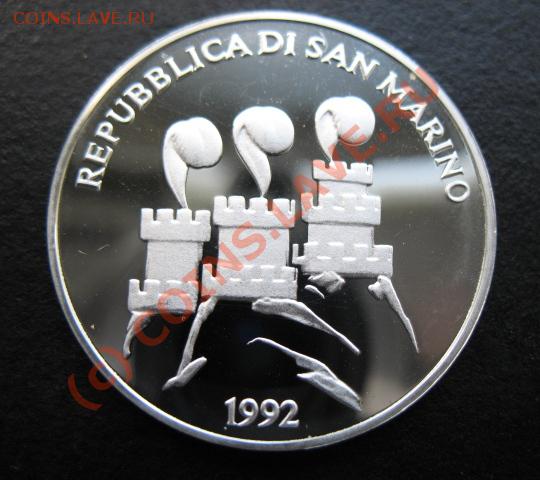 COINS.LAVE.RU
REPUBBLICA DI SAN MARINO
1992
(c) COINS.LAVE.RU